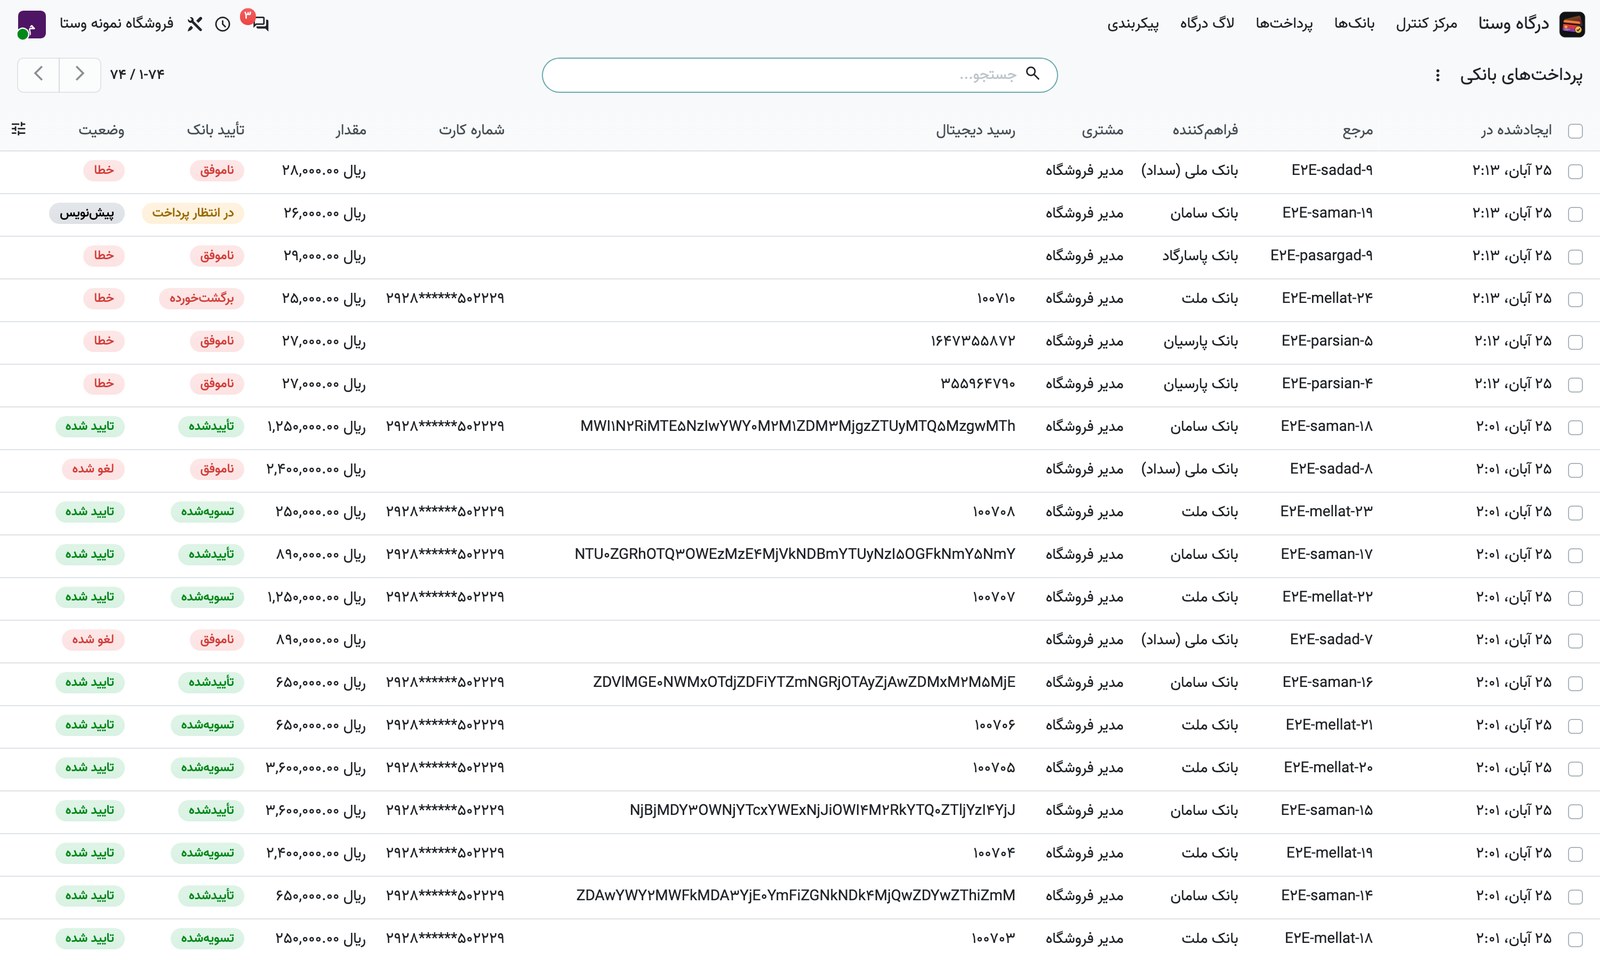 درگاه وستا مرکز کنترل بانک‌ها پرداخت‌ها لاگ درگاه پیکربندی ۳ فروشگاه نمونه وستا م
پرداخت‌های بانکی جستجو... ۱-۷۴ / ۷۴
ایجادشده در مرجع فراهم‌کننده مشتری رسید دیجیتال شماره کارت مقدار تأیید بانک وضعیت
۲۵ آبان، ۲:۱۳ E۲E-sadad-۹ بانک ملی (سداد) مدیر فروشگاه ریال ۲۸,۰۰۰.۰۰ ناموفق خطا
۲۵ آبان، ۲:۱۳ E۲E-saman-۱۹ بانک سامان مدیر فروشگاه ریال ۲۶,۰۰۰.۰۰ در انتظار پرداخت پیش‌نویس
۲۵ آبان، ۲:۱۳ E۲E-pasargad-۹ بانک پاسارگاد مدیر فروشگاه ریال ۲۹,۰۰۰.۰۰ ناموفق خطا
۲۵ آبان، ۲:۱۳ E۲E-mellat-۲۴ بانک ملت مدیر فروشگاه ۱۰۰۷۱۰ ۵۰۲۲۲۹******۲۹۲۸ ریال ۲۵,۰۰۰.۰۰ برگشت‌خورده خطا
۲۵ آبان، ۲:۱۲ E۲E-parsian-۵ بانک پارسیان مدیر فروشگاه ۱۶۴۷۳۵۵۸۷۲ ریال ۲۷,۰۰۰.۰۰ ناموفق خطا
۲۵ آبان، ۲:۱۲ E۲E-parsian-۴ بانک پارسیان مدیر فروشگاه ۳۵۵۹۶۴۷۹۰ ریال ۲۷,۰۰۰.۰۰ ناموفق خطا
۲۵ آبان، ۲:۰۱ E۲E-saman-۱۸ بانک سامان مدیر فروشگاه MWI۱N۲RiMTE۵NzIwYWY۰M۲M۱ZDM۳MjgzZTUyMTQ۵MzgwMTh ۵۰۲۲۲۹******۲۹۲۸ ریال ۱,۲۵۰,۰۰۰.۰۰ تأییدشده تایید شده
۲۵ آبان، ۲:۰۱ E۲E-sadad-۸ بانک ملی (سداد) مدیر فروشگاه ریال ۲,۴۰۰,۰۰۰.۰۰ ناموفق لغو شده
۲۵ آبان، ۲:۰۱ E۲E-mellat-۲۳ بانک ملت مدیر فروشگاه ۱۰۰۷۰۸ ۵۰۲۲۲۹******۲۹۲۸ ریال ۲۵۰,۰۰۰.۰۰ تسویه‌شده تایید شده
۲۵ آبان، ۲:۰۱ E۲E-saman-۱۷ بانک سامان مدیر فروشگاه NTU۰ZGRhOTQ۳OWEzMzE۴MjVkNDBmYTUyNzI۵OGFkNmY۵NmY ۵۰۲۲۲۹******۲۹۲۸ ریال ۸۹۰,۰۰۰.۰۰ تأییدشده تایید شده
۲۵ آبان، ۲:۰۱ E۲E-mellat-۲۲ بانک ملت مدیر فروشگاه ۱۰۰۷۰۷ ۵۰۲۲۲۹******۲۹۲۸ ریال ۱,۲۵۰,۰۰۰.۰۰ تسویه‌شده تایید شده
۲۵ آبان، ۲:۰۱ E۲E-sadad-۷ بانک ملی (سداد) مدیر فروشگاه ریال ۸۹۰,۰۰۰.۰۰ ناموفق لغو شده
۲۵ آبان، ۲:۰۱ E۲E-saman-۱۶ بانک سامان مدیر فروشگاه ZDVlMGE۰NWMxOTdjZDFiYTZmNGRjOTAyZjAwZDMxM۲M۵MjE ۵۰۲۲۲۹******۲۹۲۸ ریال ۶۵۰,۰۰۰.۰۰ تأییدشده تایید شده
۲۵ آبان، ۲:۰۱ E۲E-mellat-۲۱ بانک ملت مدیر فروشگاه ۱۰۰۷۰۶ ۵۰۲۲۲۹******۲۹۲۸ ریال ۶۵۰,۰۰۰.۰۰ تسویه‌شده تایید شده
۲۵ آبان، ۲:۰۱ E۲E-mellat-۲۰ بانک ملت مدیر فروشگاه ۱۰۰۷۰۵ ۵۰۲۲۲۹******۲۹۲۸ ریال ۳,۶۰۰,۰۰۰.۰۰ تسویه‌شده تایید شده
۲۵ آبان، ۲:۰۱ E۲E-saman-۱۵ بانک سامان مدیر فروشگاه NjBjMDY۳OWNjYTcxYWExNjJiOWI۴M۲RkYTQ۰ZTljYzI۴YjJ ۵۰۲۲۲۹******۲۹۲۸ ریال ۳,۶۰۰,۰۰۰.۰۰ تأییدشده تایید شده
۲۵ آبان، ۲:۰۱ E۲E-mellat-۱۹ بانک ملت مدیر فروشگاه ۱۰۰۷۰۴ ۵۰۲۲۲۹******۲۹۲۸ ریال ۲,۴۰۰,۰۰۰.۰۰ تسویه‌شده تایید شده
۲۵ آبان، ۲:۰۱ E۲E-saman-۱۴ بانک سامان مدیر فروشگاه ZDAwYWY۲MWFkMDA۳YjE۰YmFiZGNkNDk۴MjQwZDYwZThiZmM ۵۰۲۲۲۹******۲۹۲۸ ریال ۶۵۰,۰۰۰.۰۰ تأییدشده تایید شده
۲۵ آبان، ۲:۰۱ E۲E-mellat-۱۸ بانک ملت مدیر فروشگاه ۱۰۰۷۰۳ ۵۰۲۲۲۹******۲۹۲۸ ریال ۲۵۰,۰۰۰.۰۰ تسویه‌شده تایید شده